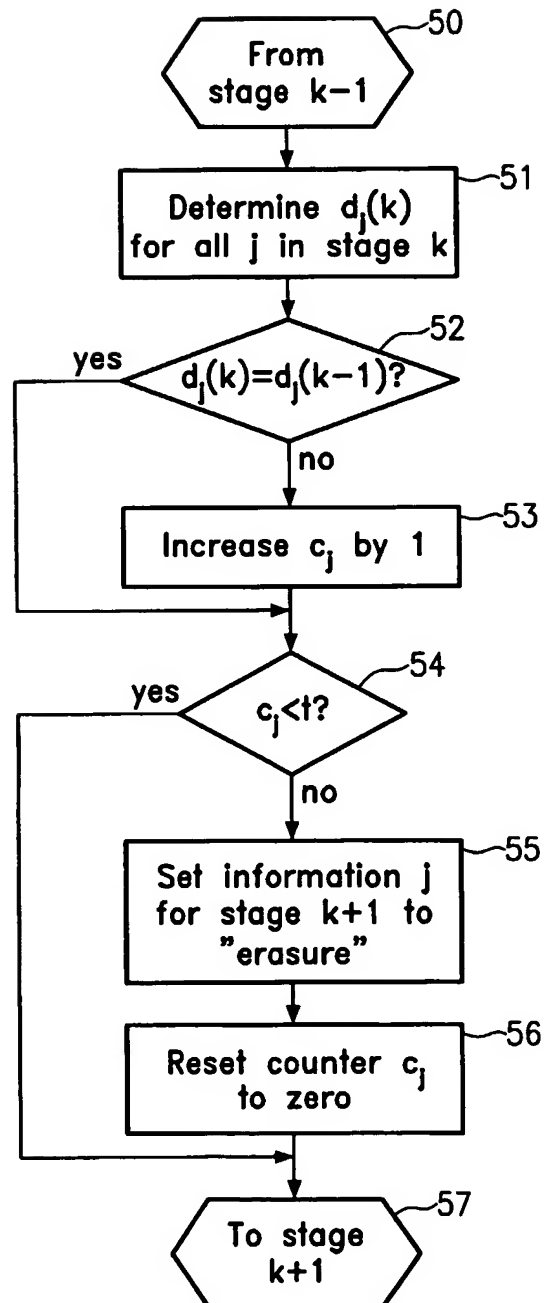 50
From
stage k-1
51
Determine d_j(k)
for all j in stage k
52
yes
d_j(k)=d_j(k-1)?
no
53
Increase c_j by 1
54
yes
c_j<t?
no
55
Set information j
for stage k+1 to
"erasure"
56
Reset counter c_j
to zero
57
To stage
k+1